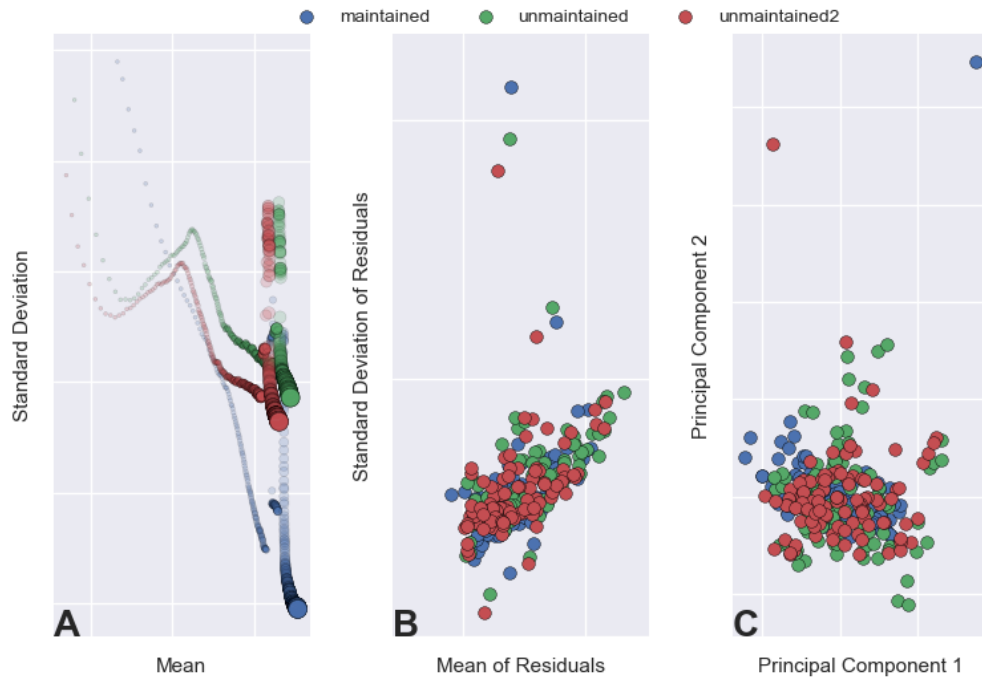 maintained
unmaintained
unmaintained2
Standard Deviation
A
Mean
Standard Deviation of Residuals
B
Mean of Residuals
Principal Component 2
C
Principal Component 1